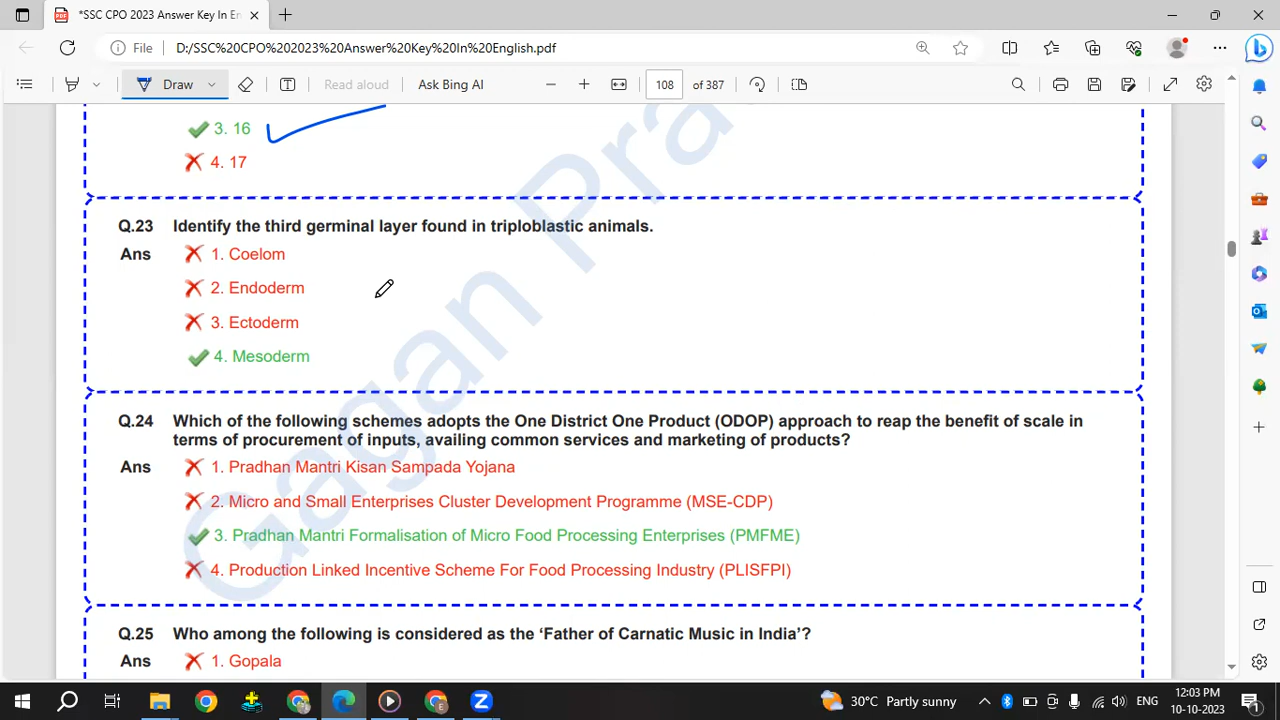 *SSC CPO 2023 Answer Key In En
File
D:/SSC%20CPO%202023%20Answer%20Key%20In%20English.pdf
Draw
Read aloud
Ask Bing AI
108 of 387
3. 16
4. 17
Q.23 Identify the third germinal layer found in triploblastic animals.
Ans 1. Coelom
2. Endoderm
3. Ectoderm
4. Mesoderm
Q.24 Which of the following schemes adopts the One District One Product (ODOP) approach to reap the benefit of scale in
terms of procurement of inputs, availing common services and marketing of products?
Ans 1. Pradhan Mantri Kisan Sampada Yojana
2. Micro and Small Enterprises Cluster Development Programme (MSE-CDP)
3. Pradhan Mantri Formalisation of Micro Food Processing Enterprises (PMFME)
4. Production Linked Incentive Scheme For Food Processing Industry (PLISFPI)
Q.25 Who among the following is considered as the ‘Father of Carnatic Music in India’?
Ans 1. Gopala
Gagan Pra
30°C Partly sunny
ENG
12:03 PM
10-10-2023